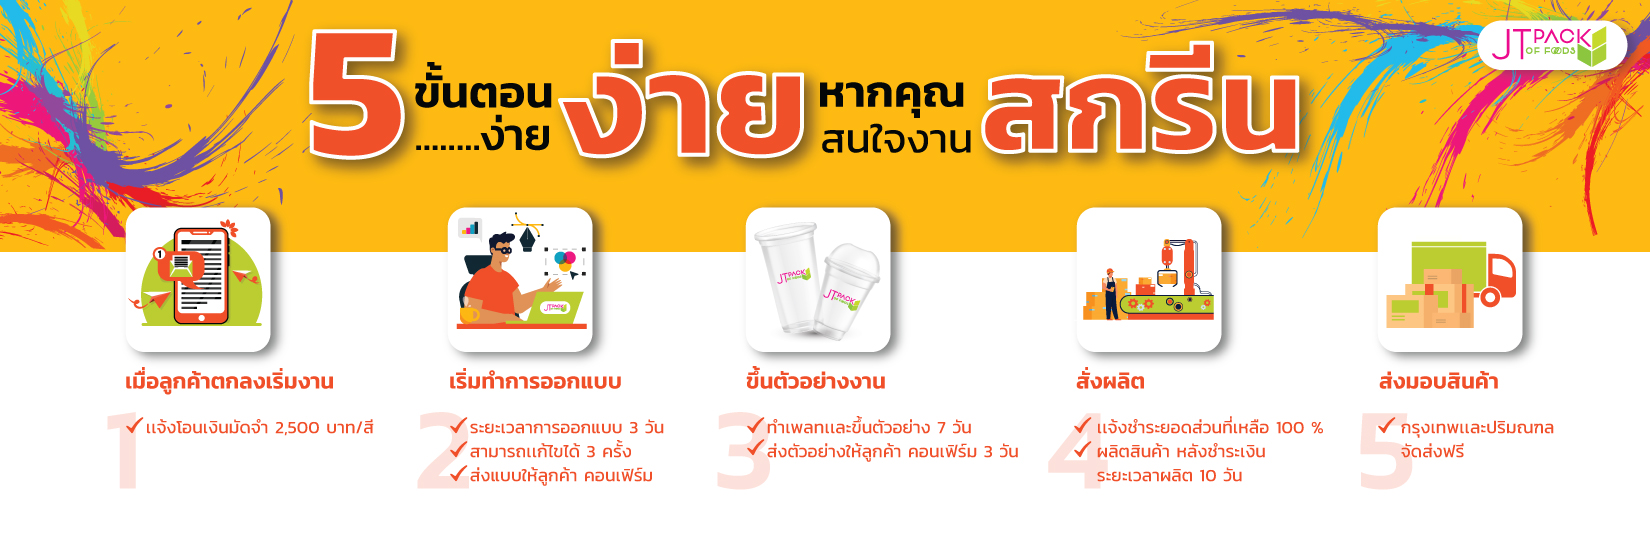 5 ขั้นตอน ง่าย หากคุณ สกรีน
........ง่าย สนใจงาน
JTPACK
OF FOODS
1
JTPACK
OF FOODS
JTPACK
OF FOODS
JTPACK
OF FOODS
1
เมื่อลูกค้าตกลงเริ่มงาน
แจ้งโอนเงินมัดจำ 2,500 บาท/สี
2
เริ่มทำการออกแบบ
ระยะเวลาการออกแบบ 3 วัน
สามารถแก้ไขได้ 3 ครั้ง
ส่งแบบให้ลูกค้า คอนเฟิร์ม
3
ขึ้นตัวอย่างงาน
ทำเพลทและขึ้นตัวอย่าง 7 วัน
ส่งตัวอย่างให้ลูกค้า คอนเฟิร์ม 3 วัน
4
สั่งผลิต
แจ้งชำระยอดส่วนที่เหลือ 100 %
ผลิตสินค้า หลังชำระเงิน
ระยะเวลาผลิต 10 วัน
5
ส่งมอบสินค้า
กรุงเทพและปริมณฑล
จัดส่งฟรี